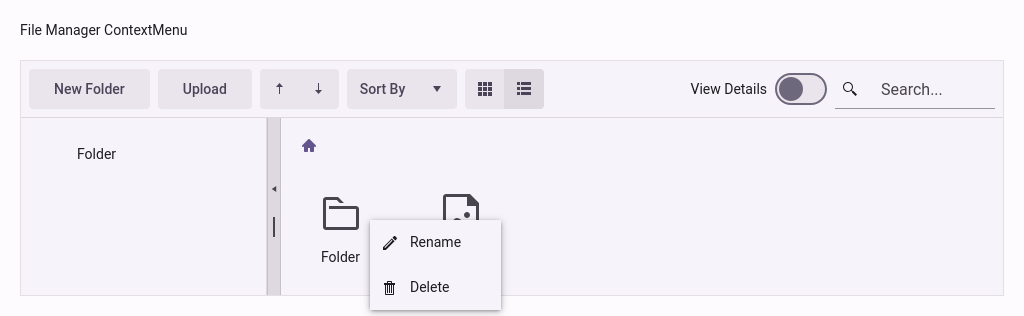 File Manager ContextMenu
New Folder
Upload
Sort By
View Details
Search...
Folder
Folder
Rename
Delete